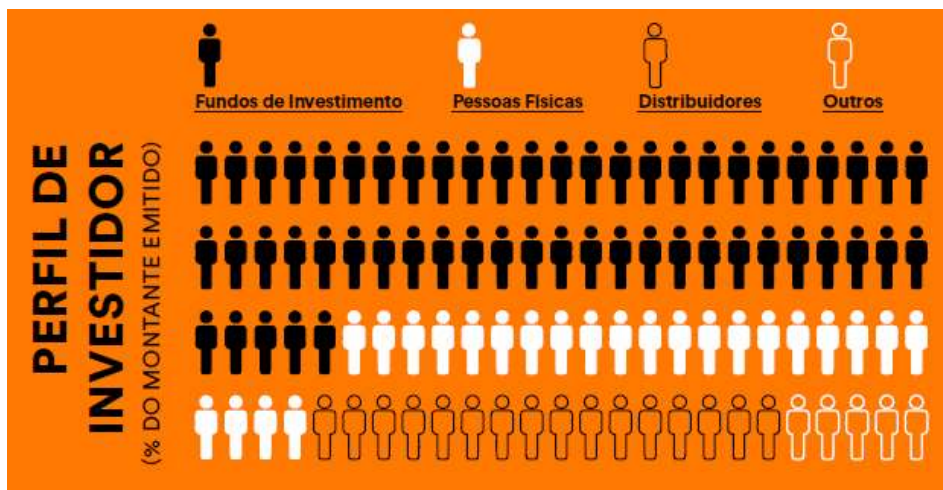 Fundos de Investimento
Pessoas Físicas
Distribuidores
Outros
PERFIL DE
INVESTIDOR
(% DO MONTANTE EMITIDO)